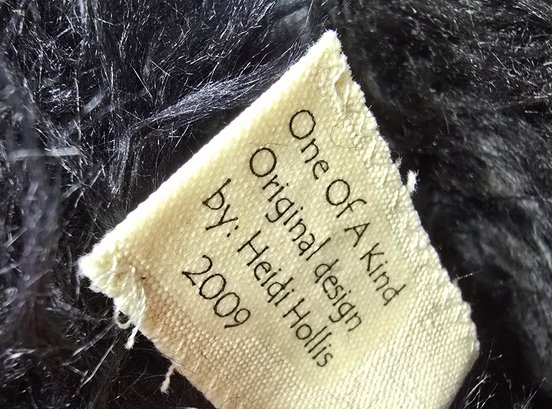 One Of A Kind
Original design
by: Heidi Hollis
2009